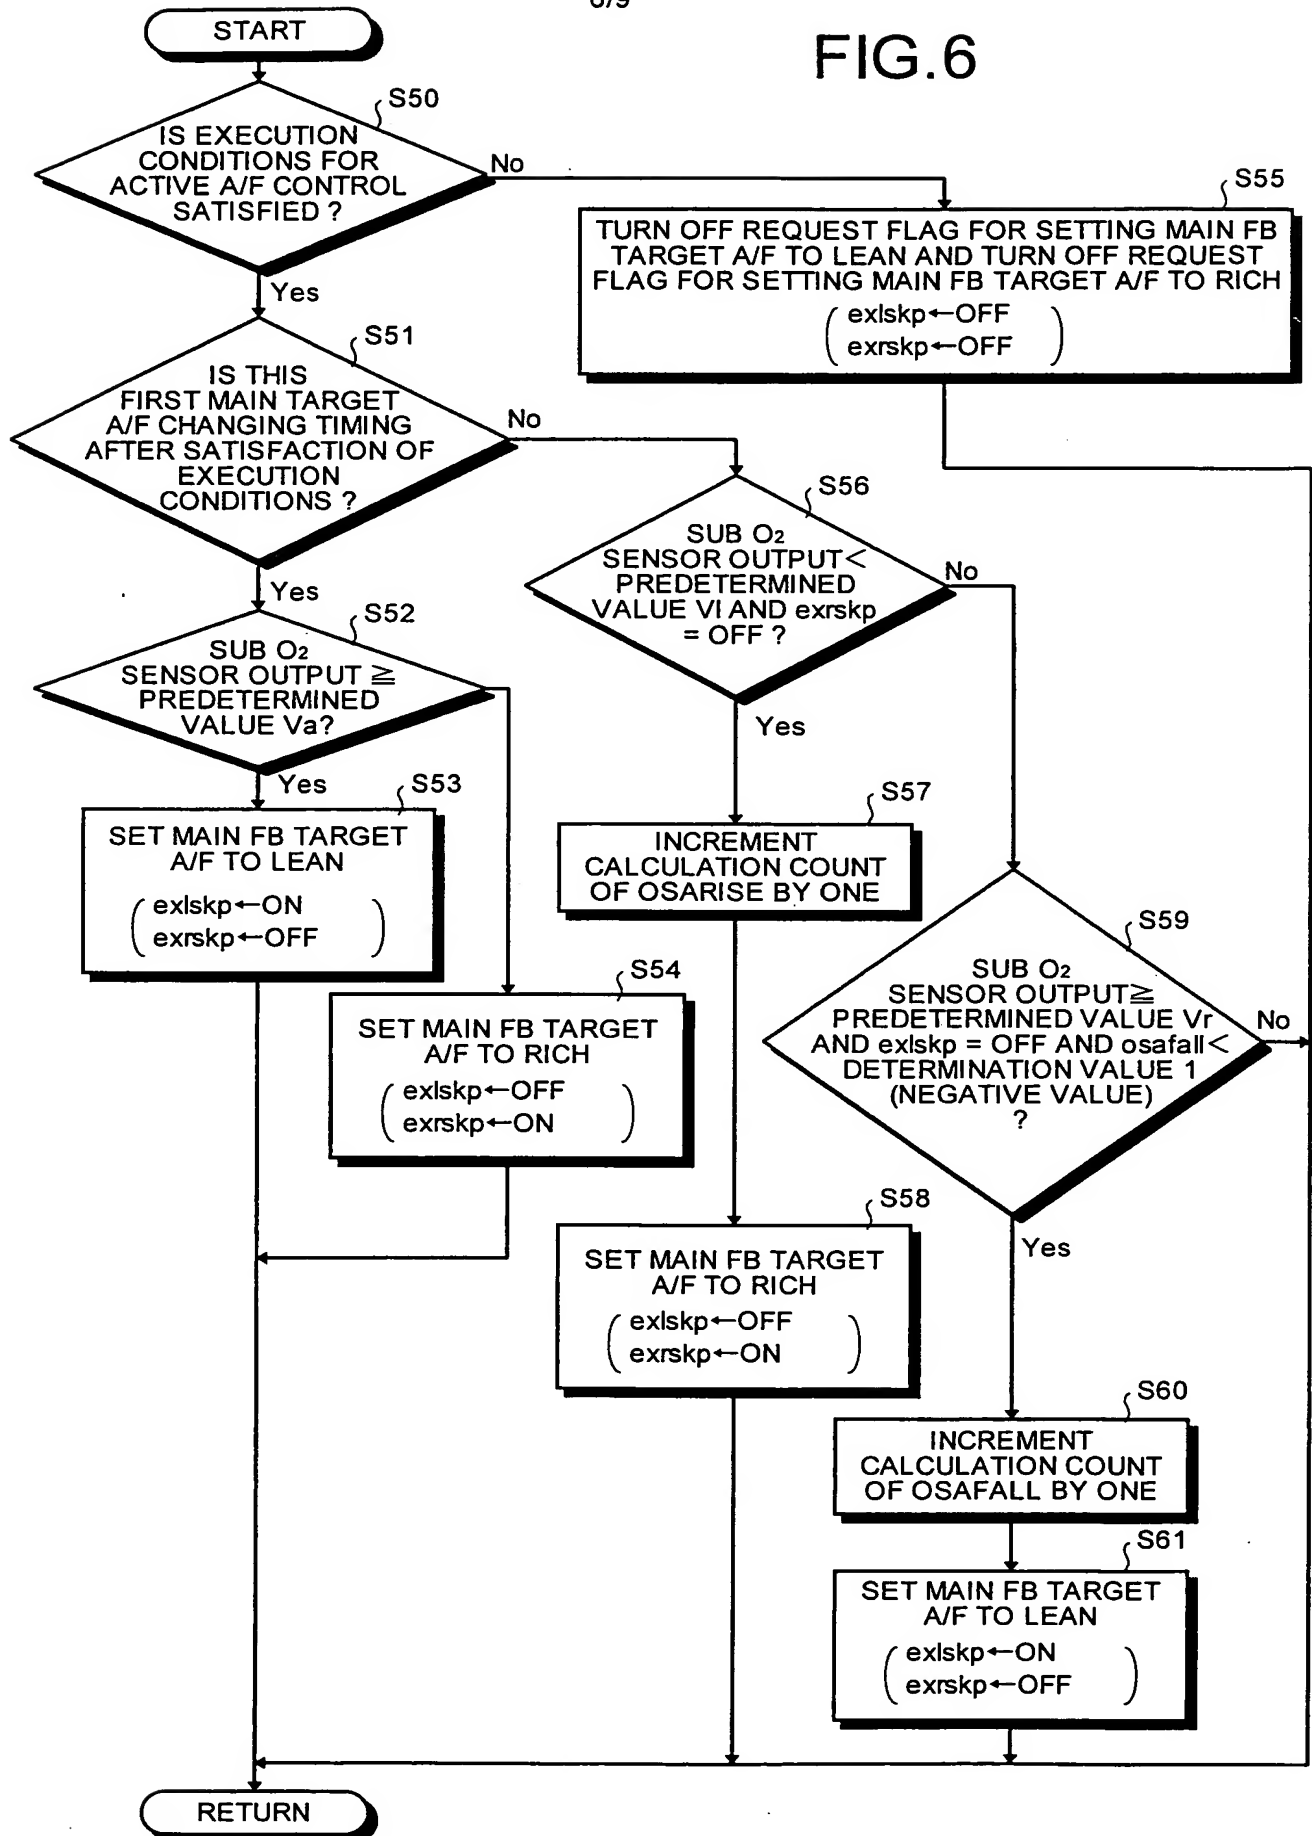 6/9
FIG.6
START
S50
IS EXECUTION
CONDITIONS FOR
ACTIVE A/F CONTROL
SATISFIED ?
No
Yes
S55
TURN OFF REQUEST FLAG FOR SETTING MAIN FB
TARGET A/F TO LEAN AND TURN OFF REQUEST
FLAG FOR SETTING MAIN FB TARGET A/F TO RICH
( exlskp←OFF
exrskp←OFF )
S51
IS THIS
FIRST MAIN TARGET
A/F CHANGING TIMING
AFTER SATISFACTION OF
EXECUTION
CONDITIONS ?
No
Yes
S56
SUB O2
SENSOR OUTPUT<
PREDETERMINED
VALUE Vl AND exrskp
= OFF ?
No
Yes
S52
SUB O2
SENSOR OUTPUT ≧
PREDETERMINED
VALUE Va?
Yes
S53
SET MAIN FB TARGET
A/F TO LEAN
( exlskp←ON
exrskp←OFF )
S54
SET MAIN FB TARGET
A/F TO RICH
( exlskp←OFF
exrskp←ON )
S57
INCREMENT
CALCULATION COUNT
OF OSARISE BY ONE
S58
SET MAIN FB TARGET
A/F TO RICH
( exlskp←OFF
exrskp←ON )
S59
SUB O2
SENSOR OUTPUT≧
PREDETERMINED VALUE Vr
AND exlskp = OFF AND osafall<
DETERMINATION VALUE 1
(NEGATIVE VALUE)
?
No
Yes
S60
INCREMENT
CALCULATION COUNT
OF OSAFALL BY ONE
S61
SET MAIN FB TARGET
A/F TO LEAN
( exlskp←ON
exrskp←OFF )
RETURN